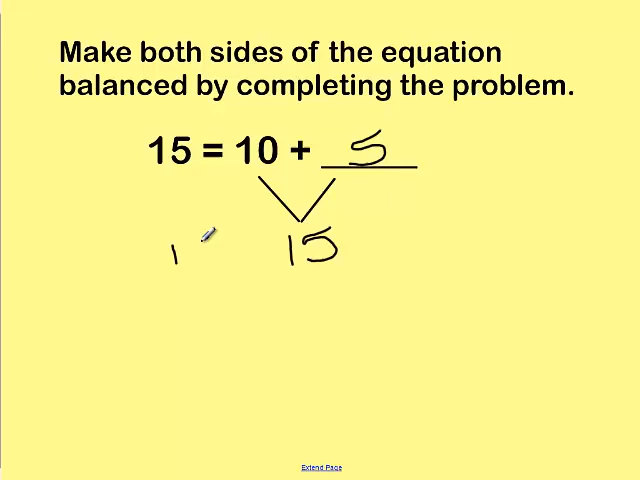 Make both sides of the equation
balanced by completing the problem.
15 = 10 + 5
1 15
Extend Page